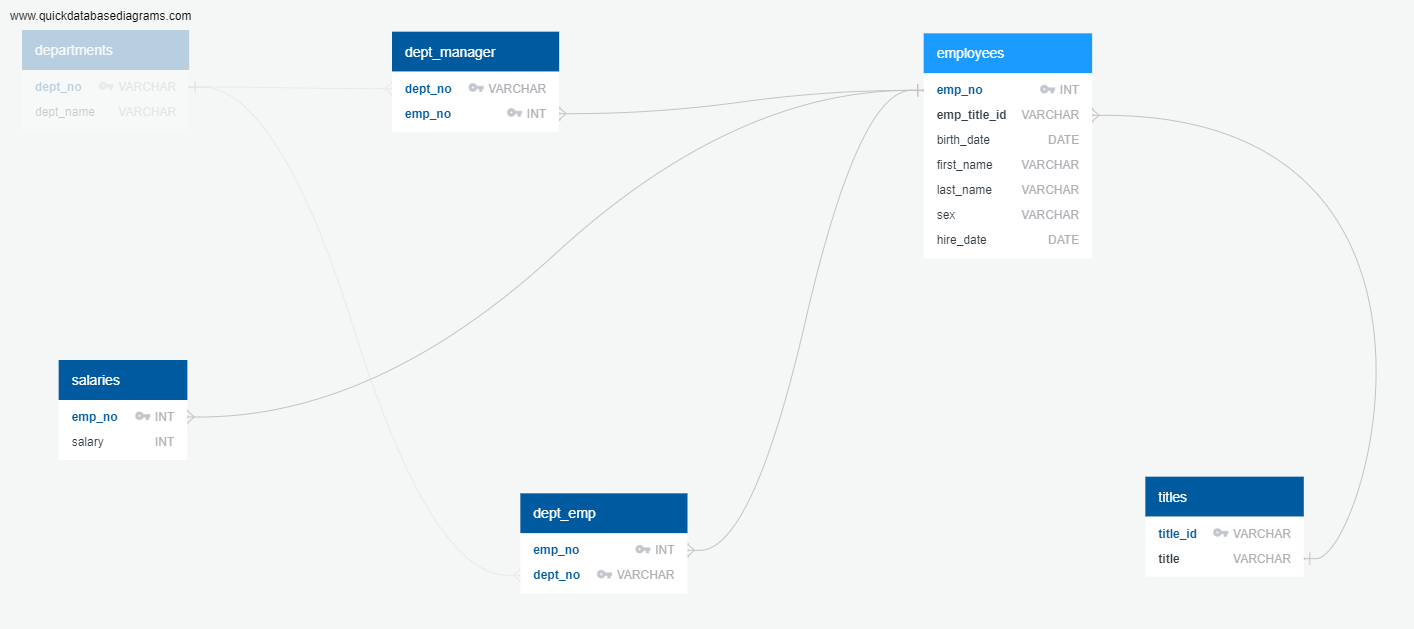 www.quickdatabasediagrams.com
departments
dept_no VARCHAR
dept_name VARCHAR
dept_manager
dept_no VARCHAR
emp_no INT
employees
emp_no INT
emp_title_id VARCHAR
birth_date DATE
first_name VARCHAR
last_name VARCHAR
sex VARCHAR
hire_date DATE
salaries
emp_no INT
salary INT
dept_emp
emp_no INT
dept_no VARCHAR
titles
title_id VARCHAR
title VARCHAR